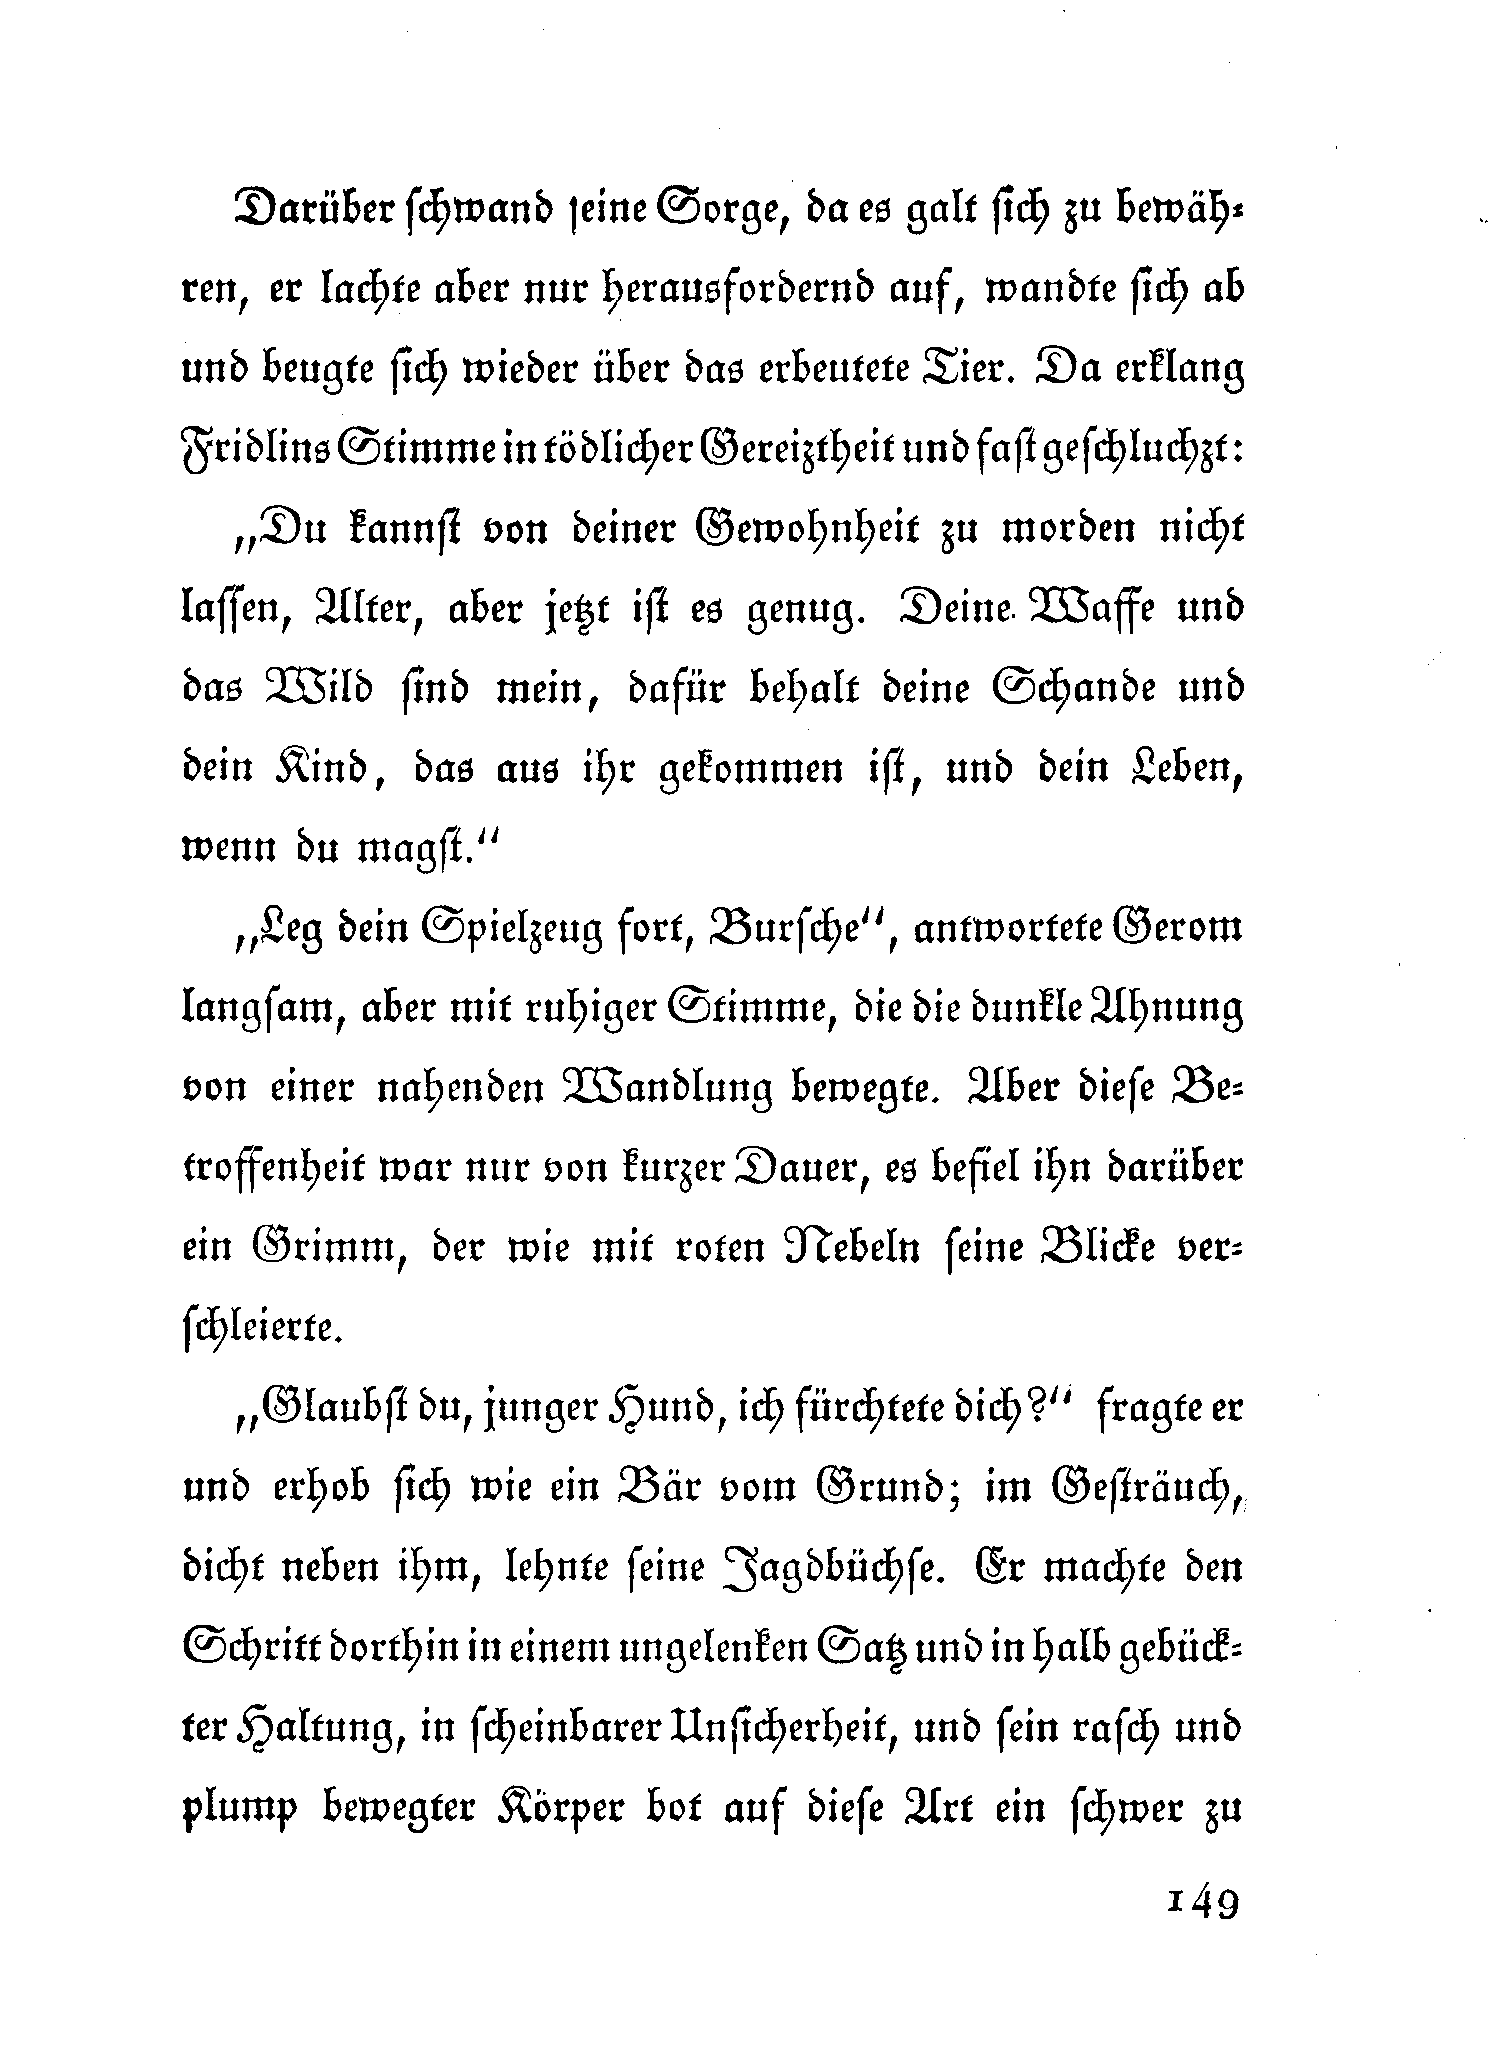 Darüber ſchwand ſeine Sorge, da es galt ſich zu bewäh-
ren, er lachte aber nur herausfordernd auf, wandte ſich ab
und beugte ſich wieder über das erbeutete Tier. Da erklang
Fridlins Stimme in tödlicher Gereiztheit und faſt geſchluchzt:
„Du kannſt von deiner Gewohnheit zu morden nicht
laſſen, Alter, aber jetzt iſt es genug. Deine Waffe und
das Wild ſind mein, dafür behalt deine Schande und
dein Kind, das aus ihr gekommen iſt, und dein Leben,
wenn du magſt.“
„Leg dein Spielzeug fort, Burſche“, antwortete Gerom
langſam, aber mit ruhiger Stimme, die die dunkle Ahnung
von einer nahenden Wandlung bewegte. Aber dieſe Be-
troffenheit war nur von kurzer Dauer, es befiel ihn darüber
ein Grimm, der wie mit roten Nebeln ſeine Blicke ver-
ſchleierte.
„Glaubſt du, junger Hund, ich fürchtete dich?“ fragte er
und erhob ſich wie ein Bär vom Grund; im Geſträuch,
dicht neben ihm, lehnte ſeine Jagdbüchſe. Er machte den
Schritt dorthin in einem ungelenken Satz und in halb gebück-
ter Haltung, in ſcheinbarer Unſicherheit, und ſein raſch und
plump bewegter Körper bot auf dieſe Art ein ſchwer zu
149